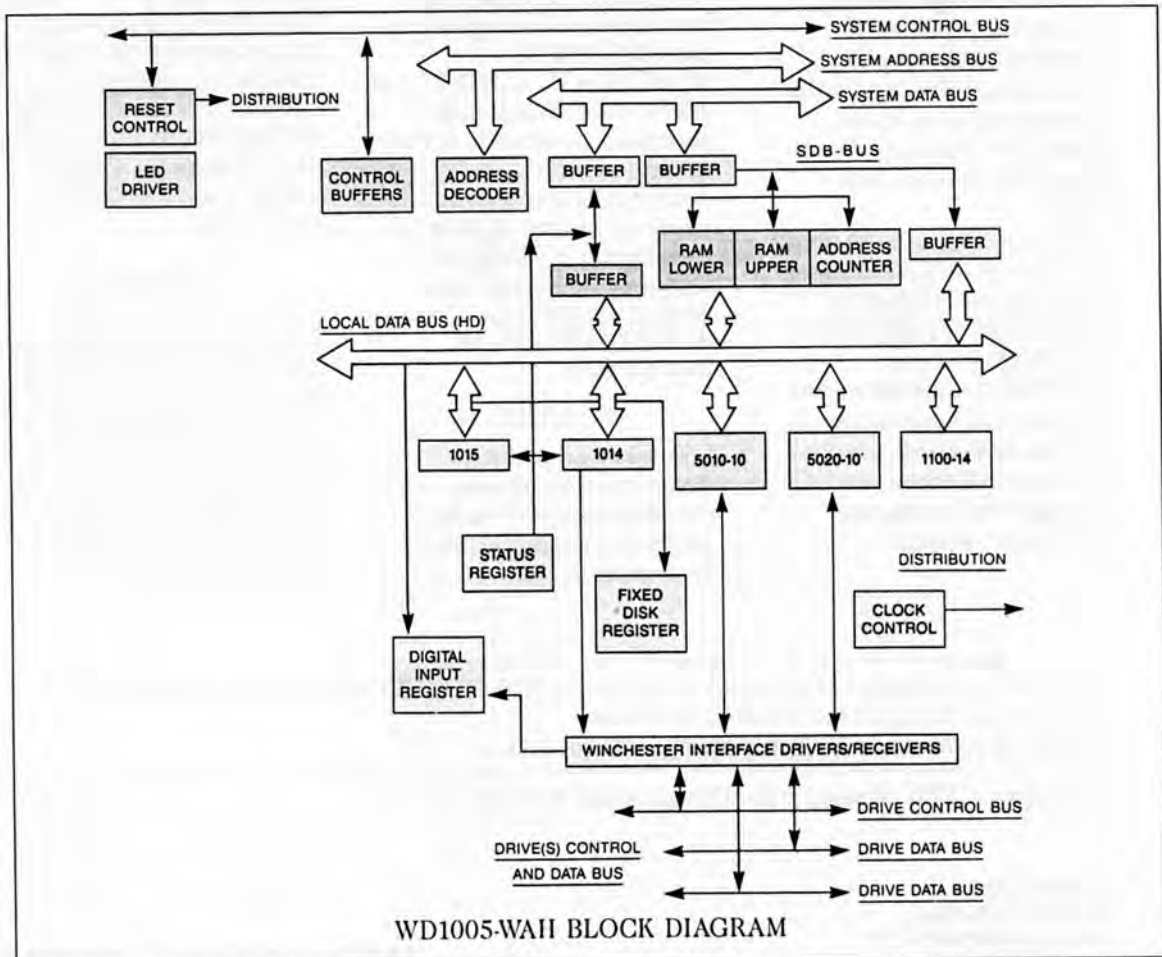 SYSTEM CONTROL BUS
SYSTEM ADDRESS BUS
SYSTEM DATA BUS
RESET
CONTROL
DISTRIBUTION
LED
DRIVER
CONTROL
BUFFERS
ADDRESS
DECODER
BUFFER
BUFFER
SDB-BUS
RAM
LOWER
RAM
UPPER
ADDRESS
COUNTER
BUFFER
BUFFER
LOCAL DATA BUS (HD)
1015
1014
5010-10
5020-10
1100-14
STATUS
REGISTER
FIXED
DISK
REGISTER
DISTRIBUTION
CLOCK
CONTROL
DIGITAL
INPUT
REGISTER
WINCHESTER INTERFACE DRIVERS/RECEIVERS
DRIVE CONTROL BUS
DRIVE(S) CONTROL
AND DATA BUS
DRIVE DATA BUS
DRIVE DATA BUS
WD1005-WAH BLOCK DIAGRAM